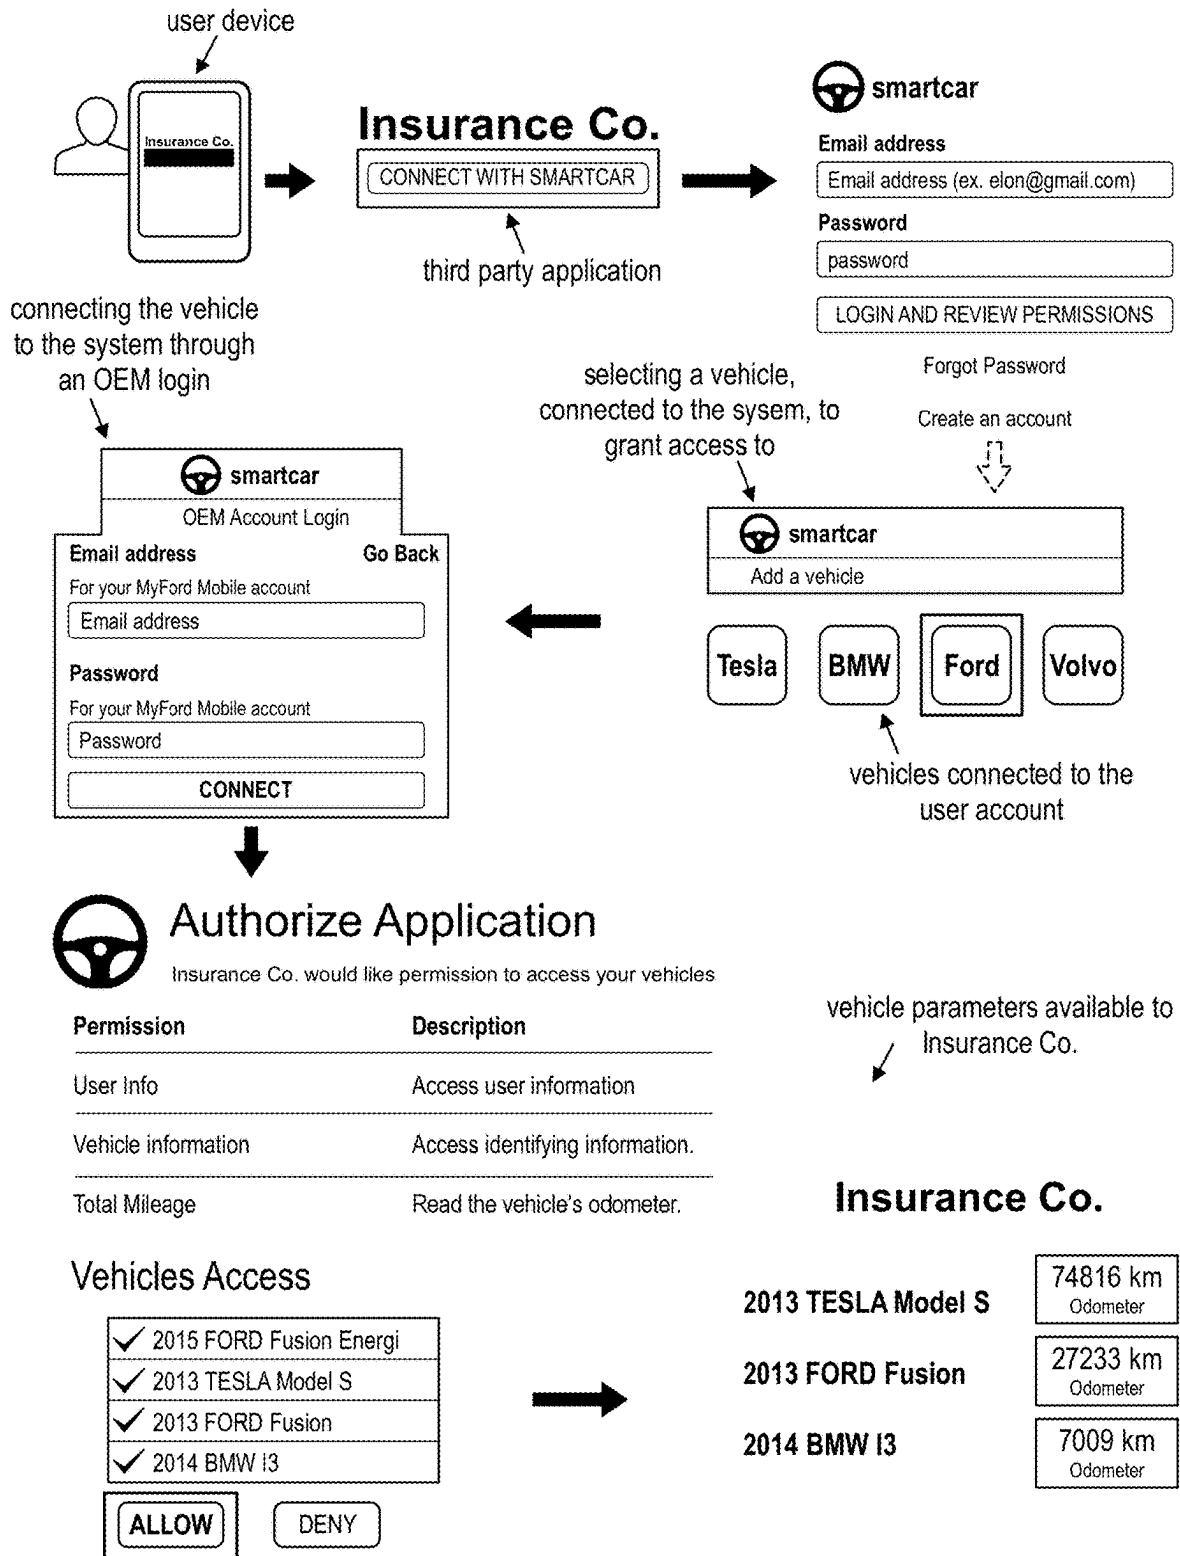 user device
Insurance Co.
Insurance Co.
CONNECT WITH SMARTCAR
third party application
smartcar
Email address
Email address (ex. elon@gmail.com)
Password
password
LOGIN AND REVIEW PERMISSIONS
Forgot Password
Create an account
selecting a vehicle,
connected to the sysem, to
grant access to
smartcar
Add a vehicle
Tesla
BMW
Ford
Volvo
vehicles connected to the
user account
connecting the vehicle
to the system through
an OEM login
smartcar
OEM Account Login
Email address
Go Back
For your MyFord Mobile account
Email address
Password
For your MyFord Mobile account
Password
CONNECT
Authorize Application
Insurance Co. would like permission to access your vehicles
Permission Description
User Info Access user information
Vehicle information Access identifying information.
Total Mileage Read the vehicle's odometer.
Vehicles Access
2015 FORD Fusion Energi
2013 TESLA Model S
2013 FORD Fusion
2014 BMW I3
ALLOW
DENY
vehicle parameters available to
Insurance Co.
Insurance Co.
2013 TESLA Model S
74816 km
Odometer
2013 FORD Fusion
27233 km
Odometer
2014 BMW I3
7009 km
Odometer